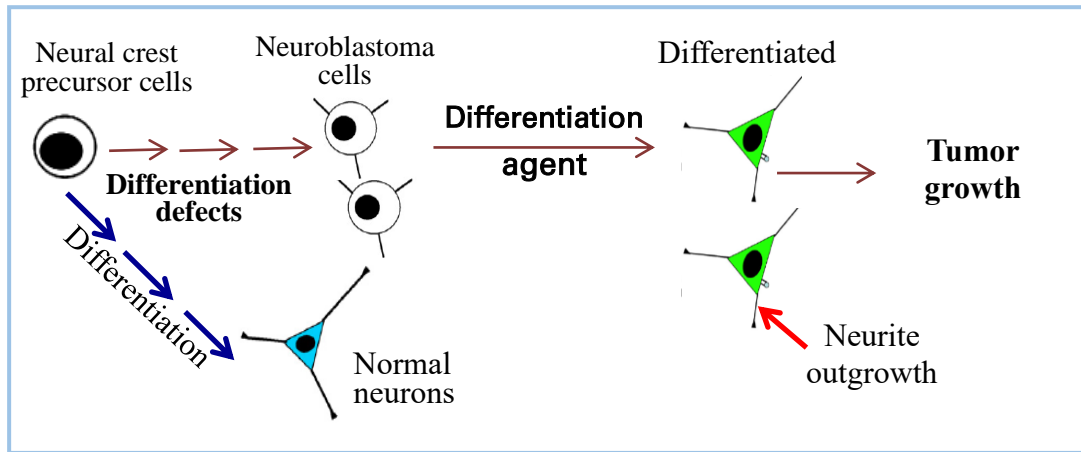 Neural crest
precursor cells
Neuroblastoma
cells
Differentiation
defects
Differentiation
Normal
neurons
Differentiation
agent
Differentiated
Neurite
outgrowth
Tumor
growth